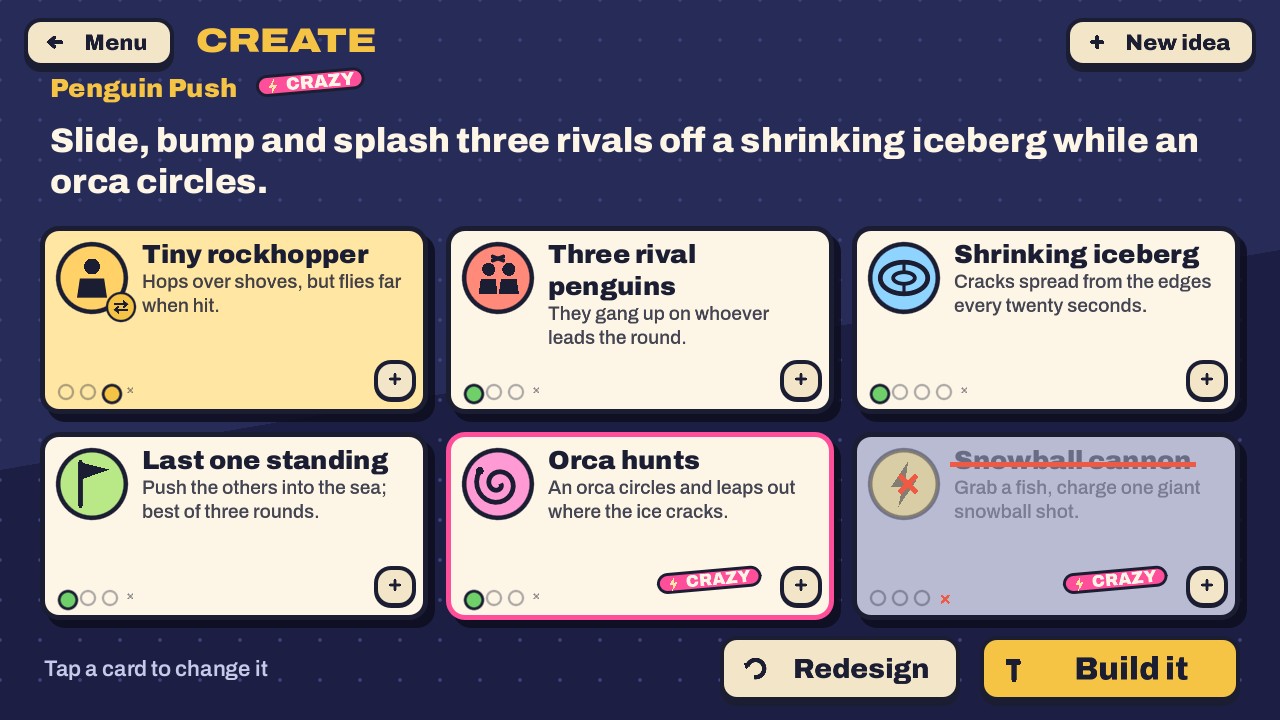 Menu
CREATE
New idea
Penguin Push
CRAZY
Slide, bump and splash three rivals off a shrinking iceberg while an
orca circles.
Tiny rockhopper
Hops over shoves, but flies far
when hit.
Three rival
penguins
They gang up on whoever
leads the round.
Shrinking iceberg
Cracks spread from the edges
every twenty seconds.
Last one standing
Push the others into the sea;
best of three rounds.
Orca hunts
An orca circles and leaps out
where the ice cracks.
CRAZY
Snowball cannon
Grab a fish, charge one giant
snowball shot.
CRAZY
Tap a card to change it
Redesign
Build it